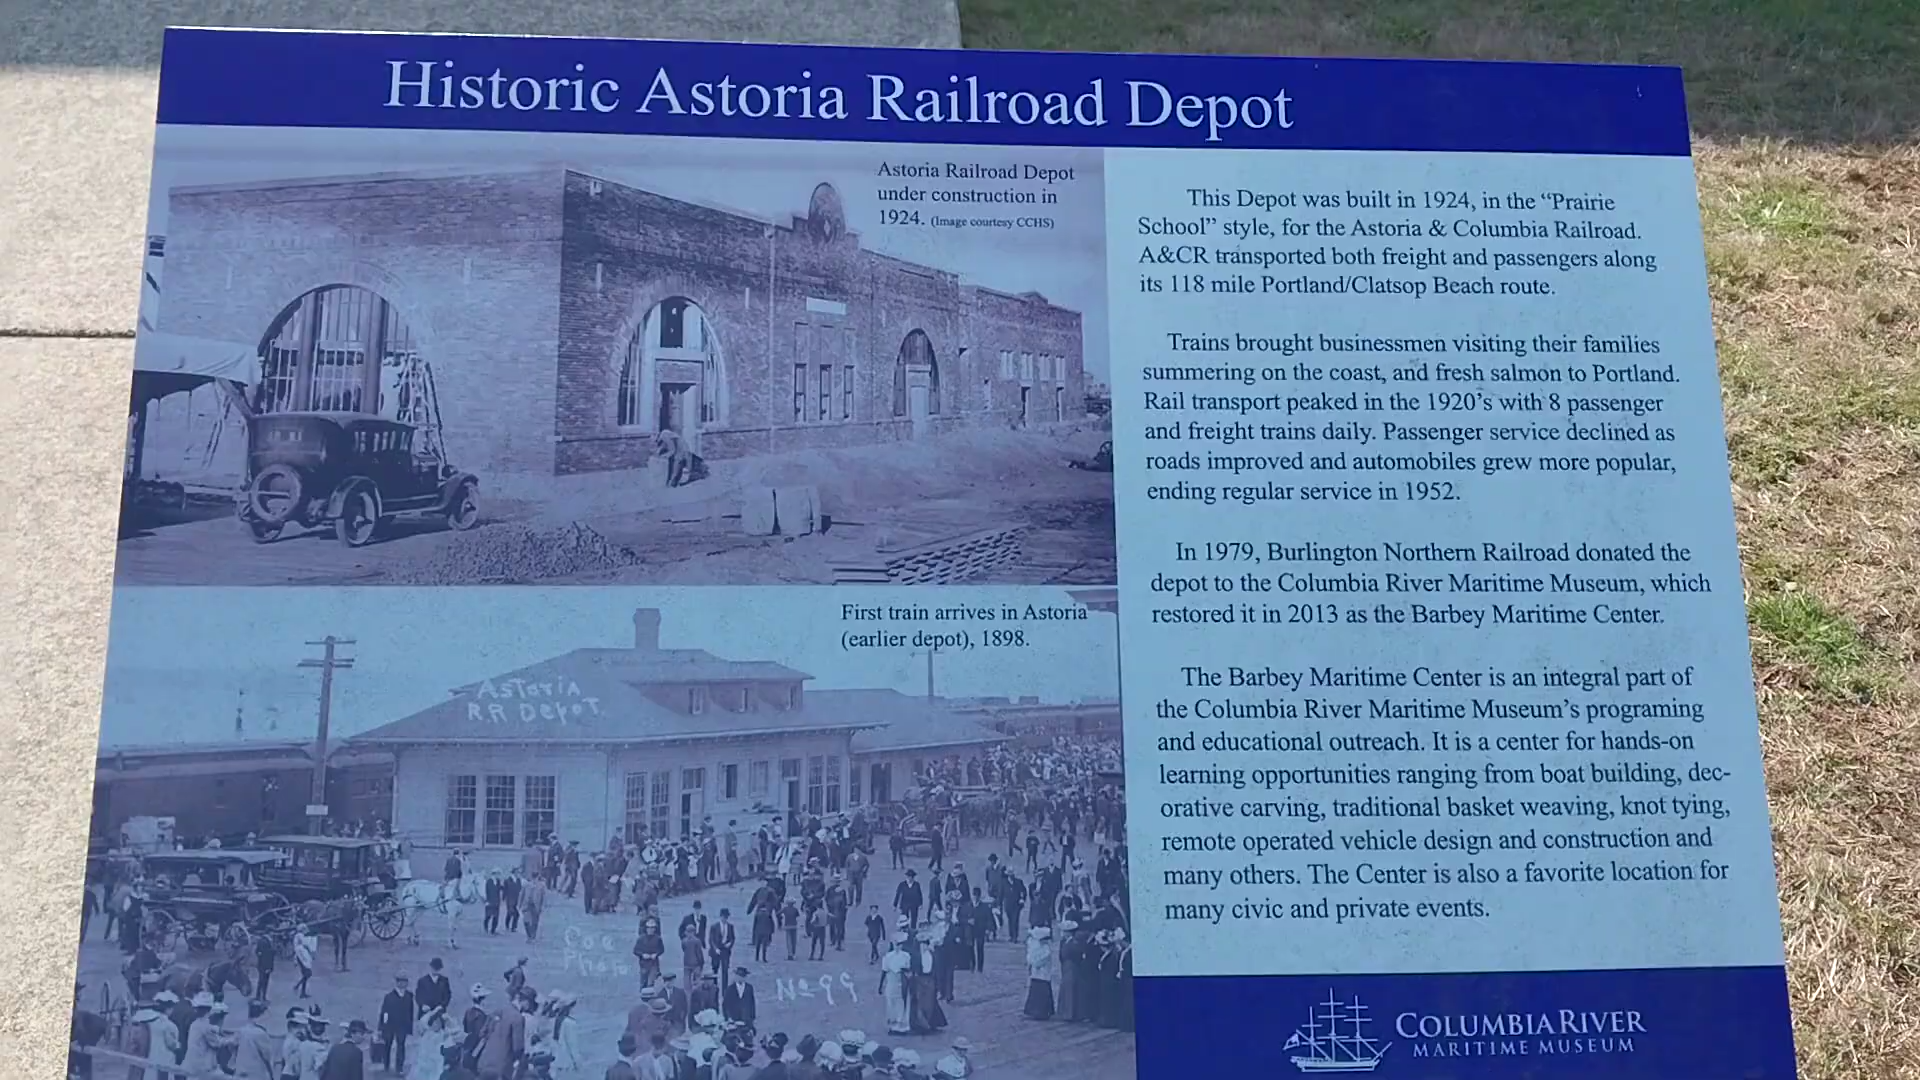 Historic Astoria Railroad Depot
Astoria Railroad Depot
under construction in
1924. (Image courtesy CCHS)
First train arrives in Astoria
(earlier depot), 1898.
Astoria
R.R Depot.
Coe
Photo
No 99
This Depot was built in 1924, in the “Prairie
School” style, for the Astoria & Columbia Railroad.
A&CR transported both freight and passengers along
its 118 mile Portland/Clatsop Beach route.
Trains brought businessmen visiting their families
summering on the coast, and fresh salmon to Portland.
Rail transport peaked in the 1920’s with 8 passenger
and freight trains daily. Passenger service declined as
roads improved and automobiles grew more popular,
ending regular service in 1952.
In 1979, Burlington Northern Railroad donated the
depot to the Columbia River Maritime Museum, which
restored it in 2013 as the Barbey Maritime Center.
The Barbey Maritime Center is an integral part of
the Columbia River Maritime Museum’s programing
and educational outreach. It is a center for hands-on
learning opportunities ranging from boat building, dec-
orative carving, traditional basket weaving, knot tying,
remote operated vehicle design and construction and
many others. The Center is also a favorite location for
many civic and private events.
COLUMBIA RIVER
MARITIME MUSEUM